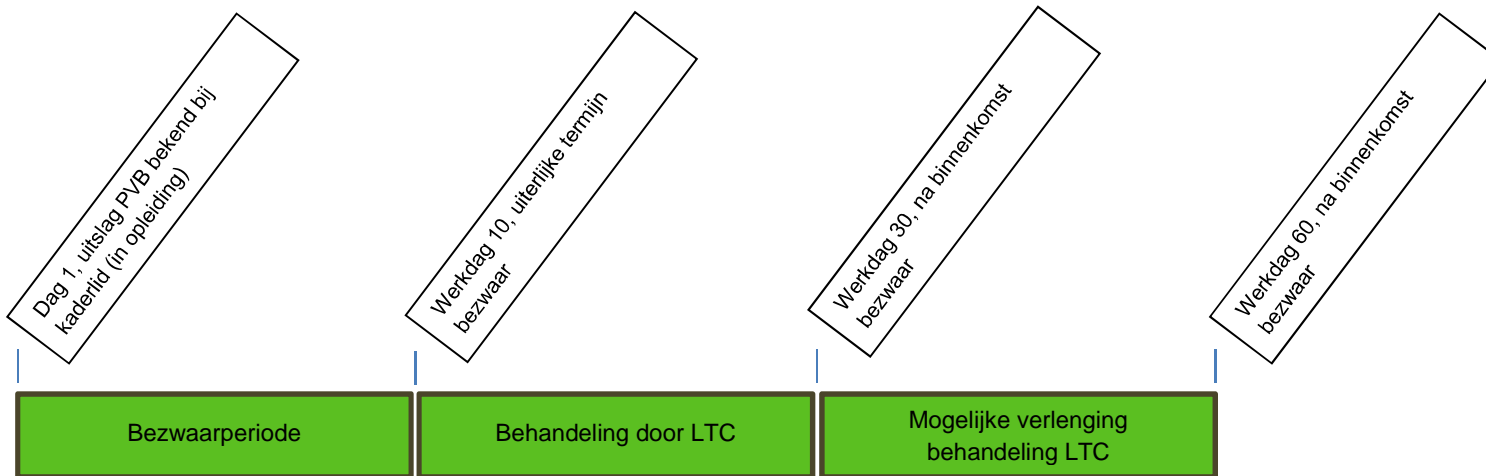 Dag 1, uitslag PVB bekend bij
kaderlid (in opleiding)
Werkdag 10, uiterlijke termijn
bezwaar
Werkdag 30, na binnenkomst
bezwaar
Werkdag 60, na binnenkomst
bezwaar
Bezwaarperiode
Behandeling door LTC
Mogelijke verlenging
behandeling LTC